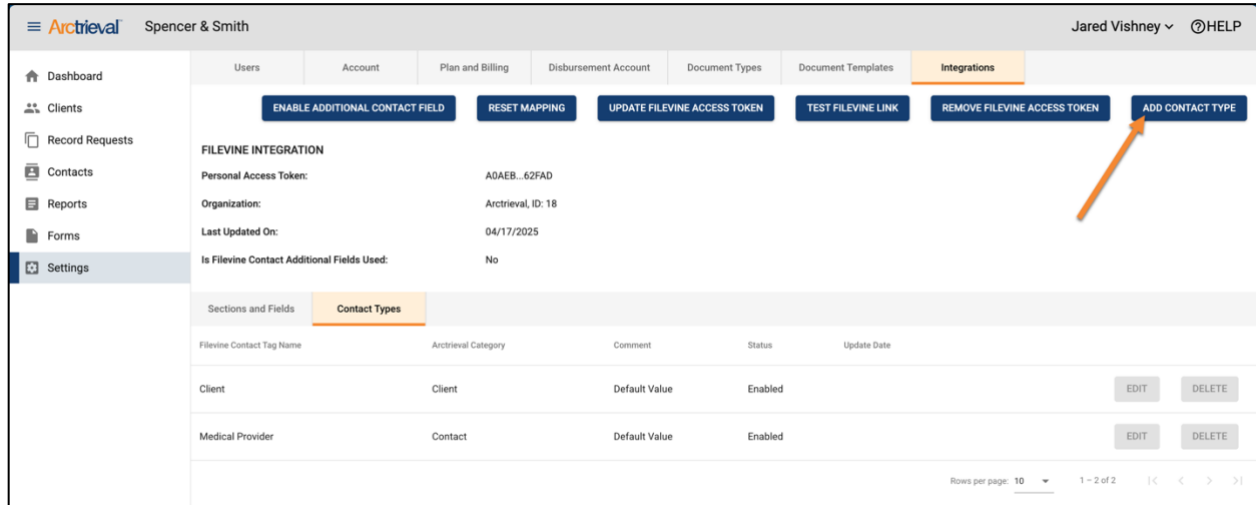 Arctrieval Spencer & Smith Jared Vishney HELP
Dashboard
Clients
Record Requests
Contacts
Reports
Forms
Settings
Users Account Plan and Billing Disbursement Account Document Types Document Templates Integrations
ENABLE ADDITIONAL CONTACT FIELD RESET MAPPING UPDATE FILEVINE ACCESS TOKEN TEST FILEVINE LINK REMOVE FILEVINE ACCESS TOKEN ADD CONTACT TYPE
FILEVINE INTEGRATION
Personal Access Token: A0AEB...62FAD
Organization: Arctrieval, ID: 18
Last Updated On: 04/17/2025
Is Filevine Contact Additional Fields Used: No
Sections and Fields Contact Types
Filevine Contact Tag Name Arctrieval Category Comment Status Update Date
Client Client Default Value Enabled EDIT DELETE
Medical Provider Contact Default Value Enabled EDIT DELETE
Rows per page: 10 1 – 2 of 2